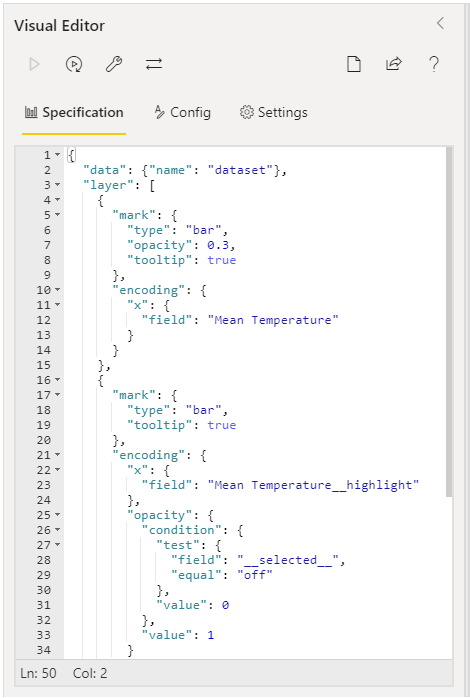 Visual Editor
Specification Config Settings
1 {
2 "data": {"name": "dataset"},
3 "layer": [
4 {
5 "mark": {
6 "type": "bar",
7 "opacity": 0.3,
8 "tooltip": true
9 },
10 "encoding": {
11 "x": {
12 "field": "Mean Temperature"
13 }
14 }
15 },
16 {
17 "mark": {
18 "type": "bar",
19 "tooltip": true
20 },
21 "encoding": {
22 "x": {
23 "field": "Mean Temperature__highlight"
24 },
25 "opacity": {
26 "condition": {
27 "test": {
28 "field": "__selected__",
29 "equal": "off"
30 },
31 "value": 0
32 },
33 "value": 1
34 }
Ln: 50 Col: 2